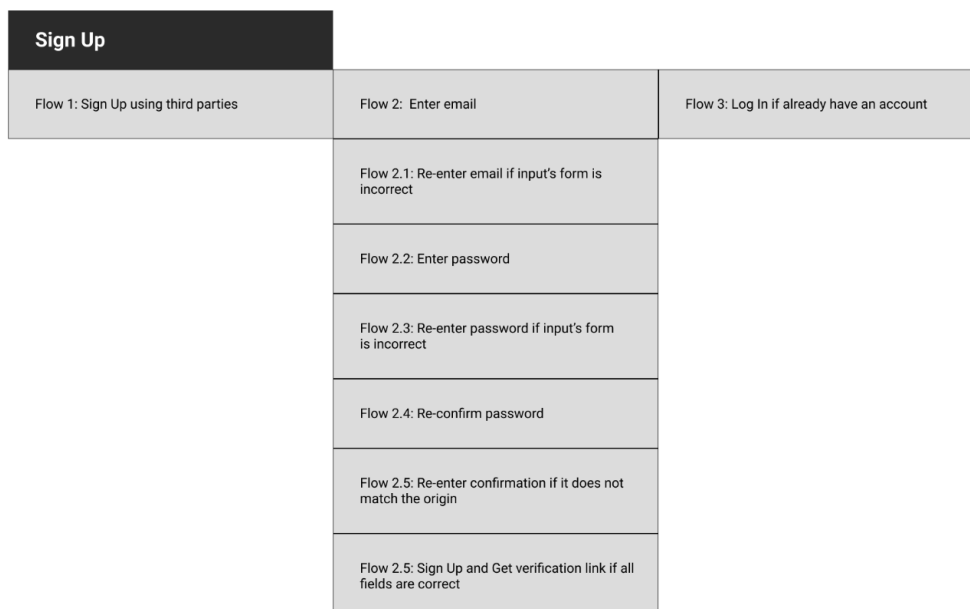 Sign Up
Flow 1: Sign Up using third parties
Flow 2:  Enter email
Flow 3: Log In if already have an account
Flow 2.1: Re-enter email if input’s form is
incorrect
Flow 2.2: Enter password
Flow 2.3: Re-enter password if input’s form
is incorrect
Flow 2.4: Re-confirm password
Flow 2.5: Re-enter confirmation if it does not
match the origin
Flow 2.5: Sign Up and Get verification link if all
fields are correct